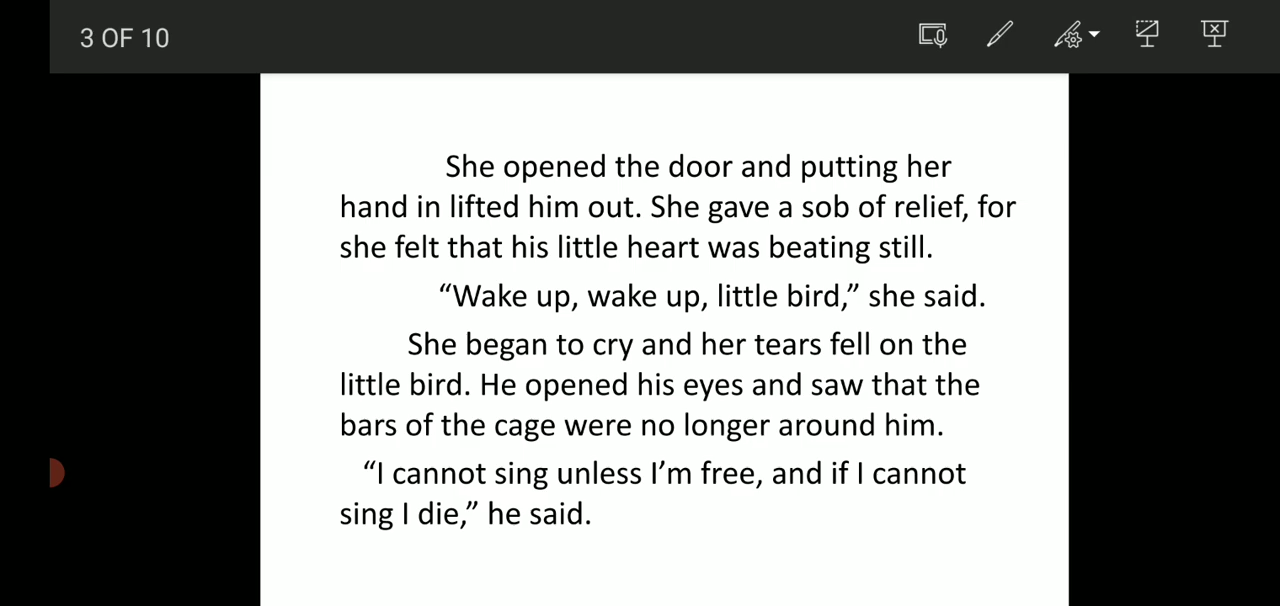 3 OF 10
She opened the door and putting her
hand in lifted him out. She gave a sob of relief, for
she felt that his little heart was beating still.
“Wake up, wake up, little bird,” she said.
She began to cry and her tears fell on the
little bird. He opened his eyes and saw that the
bars of the cage were no longer around him.
“I cannot sing unless I’m free, and if I cannot
sing I die,” he said.